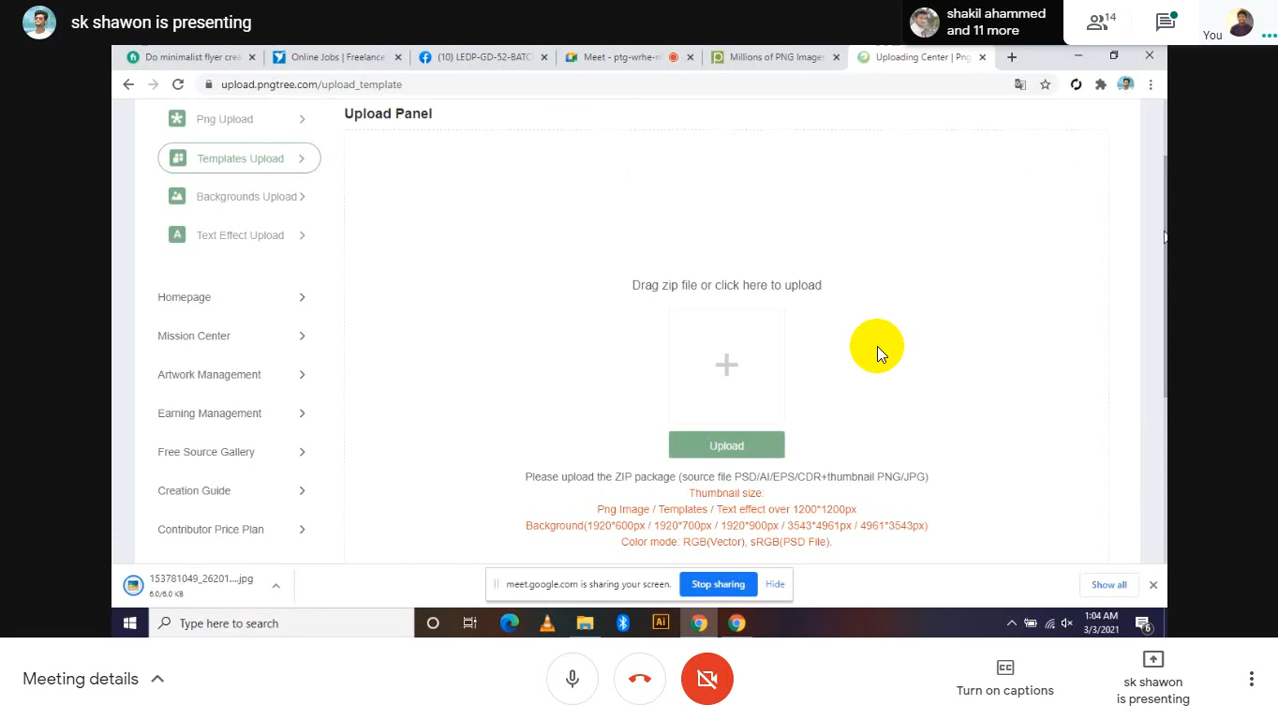 sk shawon is presenting
shakil ahammed
and 11 more
14
You
Do minimalist flyer crea
Online Jobs | Freelance
(10) LEDP-GD-52-BATC
Meet - ptg-wrhe-n
Millions of PNG Images
Uploading Center | Png
upload.pngtree.com/upload_template
Png Upload
Templates Upload
Backgrounds Upload
Text Effect Upload
Homepage
Mission Center
Artwork Management
Earning Management
Free Source Gallery
Creation Guide
Contributor Price Plan
Upload Panel
Drag zip file or click here to upload
Upload
Please upload the ZIP package (source file PSD/AI/EPS/CDR+thumbnail PNG/JPG)
Thumbnail size:
Png Image / Templates / Text effect over 1200*1200px
Background(1920*600px / 1920*700px / 1920*900px / 3543*4961px / 4961*3543px)
Color mode: RGB(Vector), sRGB(PSD File).
153781049_26201....jpg
6.0/6.0 KB
meet.google.com is sharing your screen.
Stop sharing
Hide
Show all
Type here to search
Ai
1:04 AM
3/3/2021
6
Meeting details
CC
Turn on captions
sk shawon
is presenting